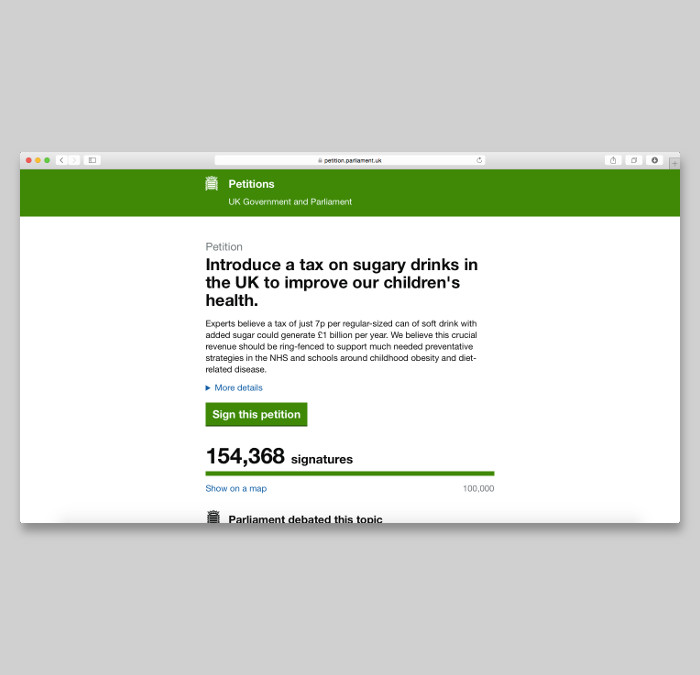 petition.parliament.uk
Petitions
UK Government and Parliament
Petition
Introduce a tax on sugary drinks in
the UK to improve our children's
health.
Experts believe a tax of just 7p per regular-sized can of soft drink with
added sugar could generate £1 billion per year. We believe this crucial
revenue should be ring-fenced to support much needed preventative
strategies in the NHS and schools around childhood obesity and diet-
related disease.
More details
Sign this petition
154,368 signatures
Show on a map 100,000
Parliament debated this topic